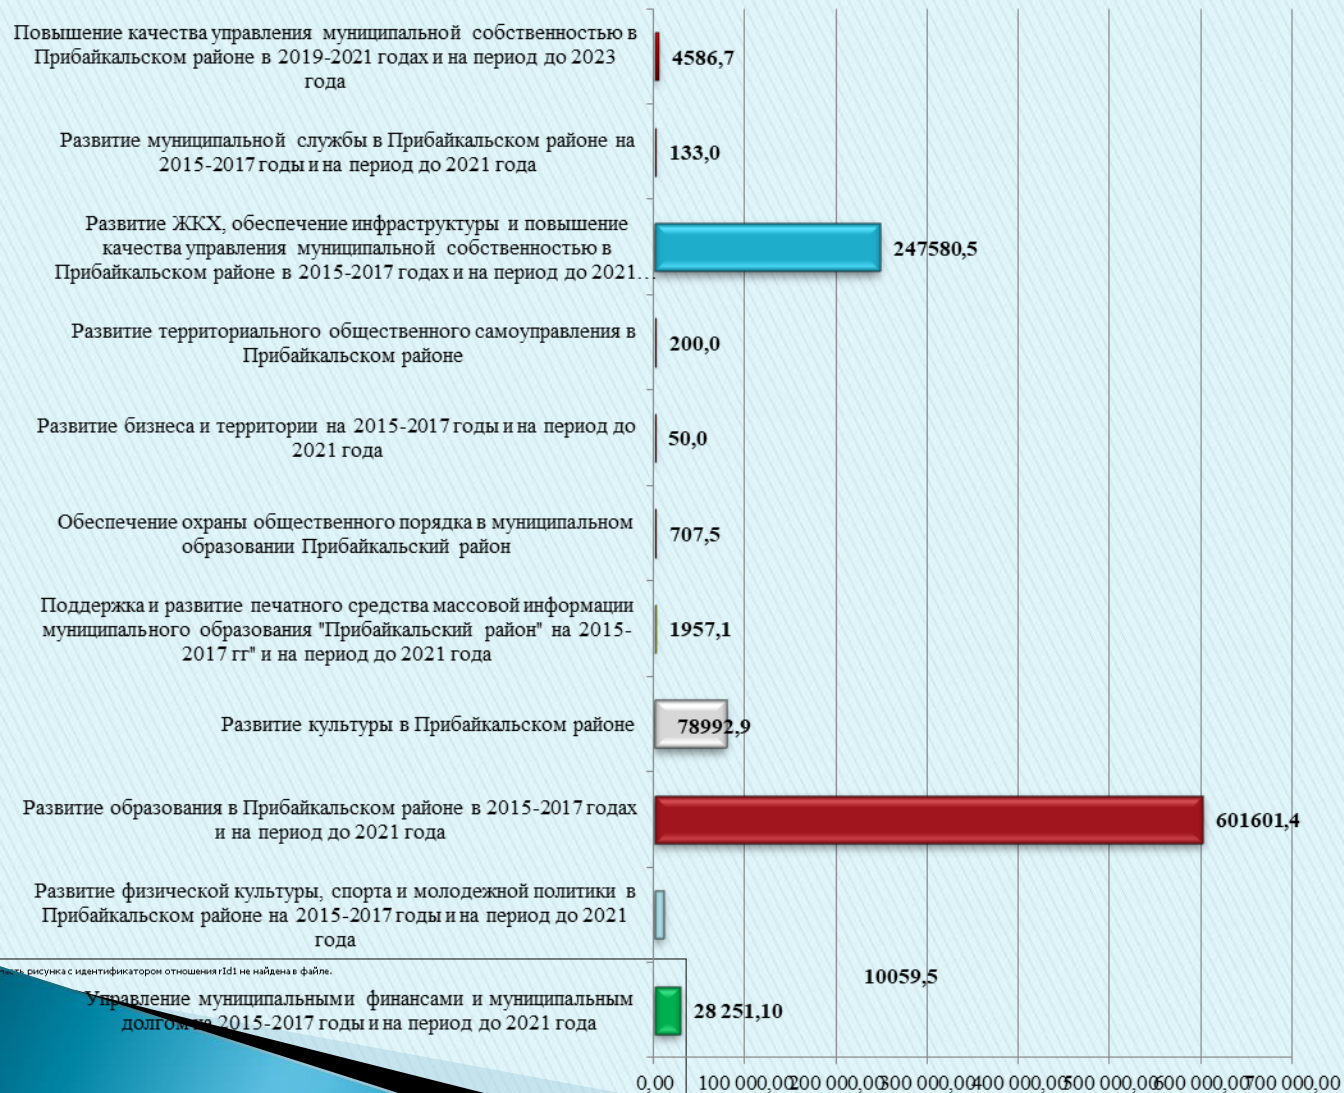 Повышение качества управления муниципальной собственностью в
Прибайкальском районе в 2019-2021 годах и на период до 2023
года
4586,7
Развитие муниципальной службы в Прибайкальском районе на
2015-2017 годы и на период до 2021 года
133,0
Развитие ЖКХ, обеспечение инфраструктуры и повышение
качества управления муниципальной собственностью в
Прибайкальском районе в 2015-2017 годах и на период до 2021…
247580,5
Развитие территориального общественного самоуправления в
Прибайкальском районе
200,0
Развитие бизнеса и территории на 2015-2017 годы и на период до
2021 года
50,0
Обеспечение охраны общественного порядка в муниципальном
образовании Прибайкальский район
707,5
Поддержка и развитие печатного средства массовой информации
муниципального образования "Прибайкальский район" на 2015-
2017 гг" и на период до 2021 года
1957,1
Развитие культуры в Прибайкальском районе
78992,9
Развитие образования в Прибайкальском районе в 2015-2017 годах
и на период до 2021 года
601601,4
Развитие физической культуры, спорта и молодежной политики в
Прибайкальском районе на 2015-2017 годы и на период до 2021
года
10059,5
рисунка с идентификатором отношения rId1 не найдена в файле.
Управление муниципальными финансами и муниципальным
долгом на 2015-2017 годы и на период до 2021 года
28 251,10
0,00 100 000,00 200 000,00 300 000,00 400 000,00 500 000,00 600 000,00 700 000,00